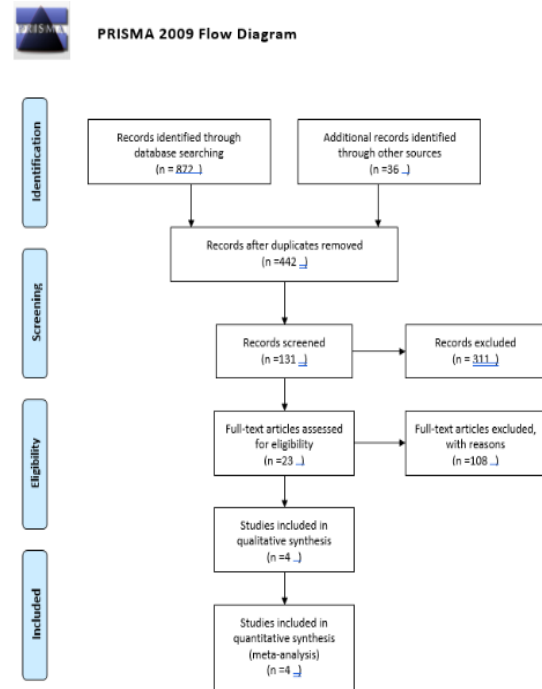 PRISMA
PRISMA 2009 Flow Diagram
Identification
Records identified through
database searching
(n = 872 )
Additional records identified
through other sources
(n =36 )
Records after duplicates removed
(n =442 )
Screening
Records screened
(n =131 )
Records excluded
(n = 311 )
Eligibility
Full-text articles assessed
for eligibility
(n =23 )
Full-text articles excluded,
with reasons
(n =108 )
Studies included in
qualitative synthesis
(n =4 )
Included
Studies included in
quantitative synthesis
(meta-analysis)
(n =4 )